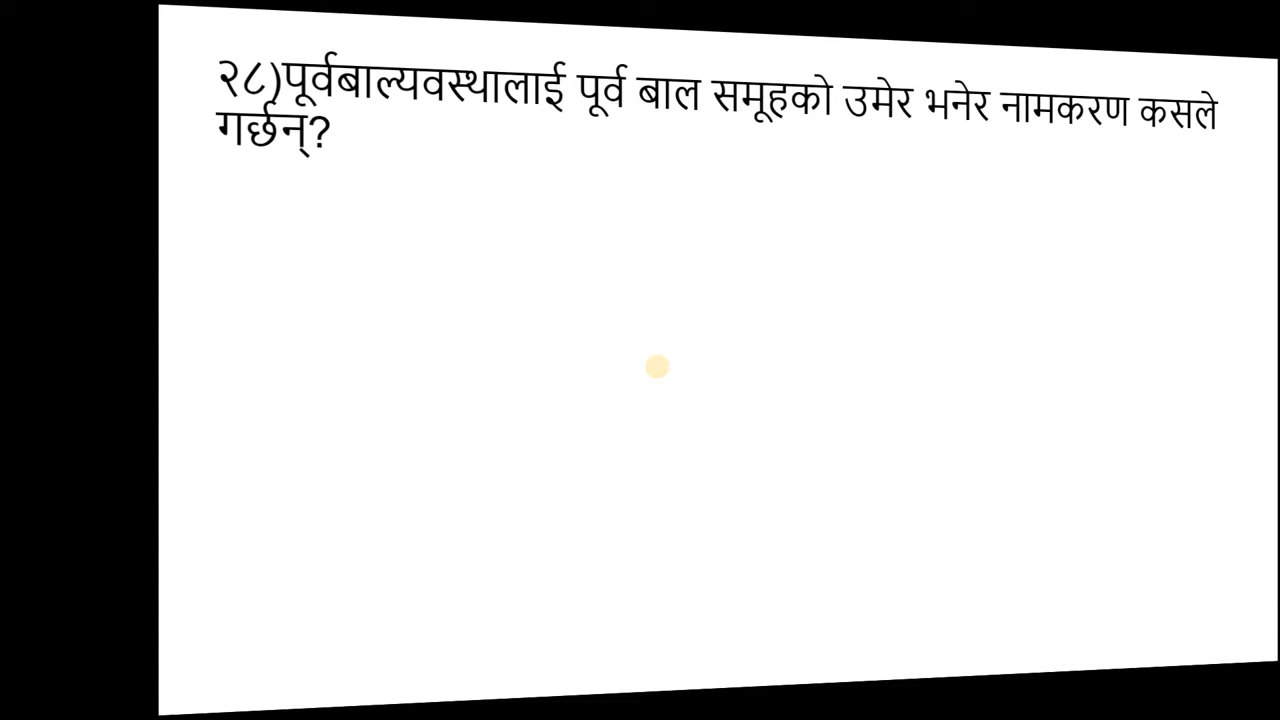 २८)पूर्वबाल्यवस्थालाई पूर्व बाल समूहको उमेर भनेर नामकरण कसले
गर्छन्?